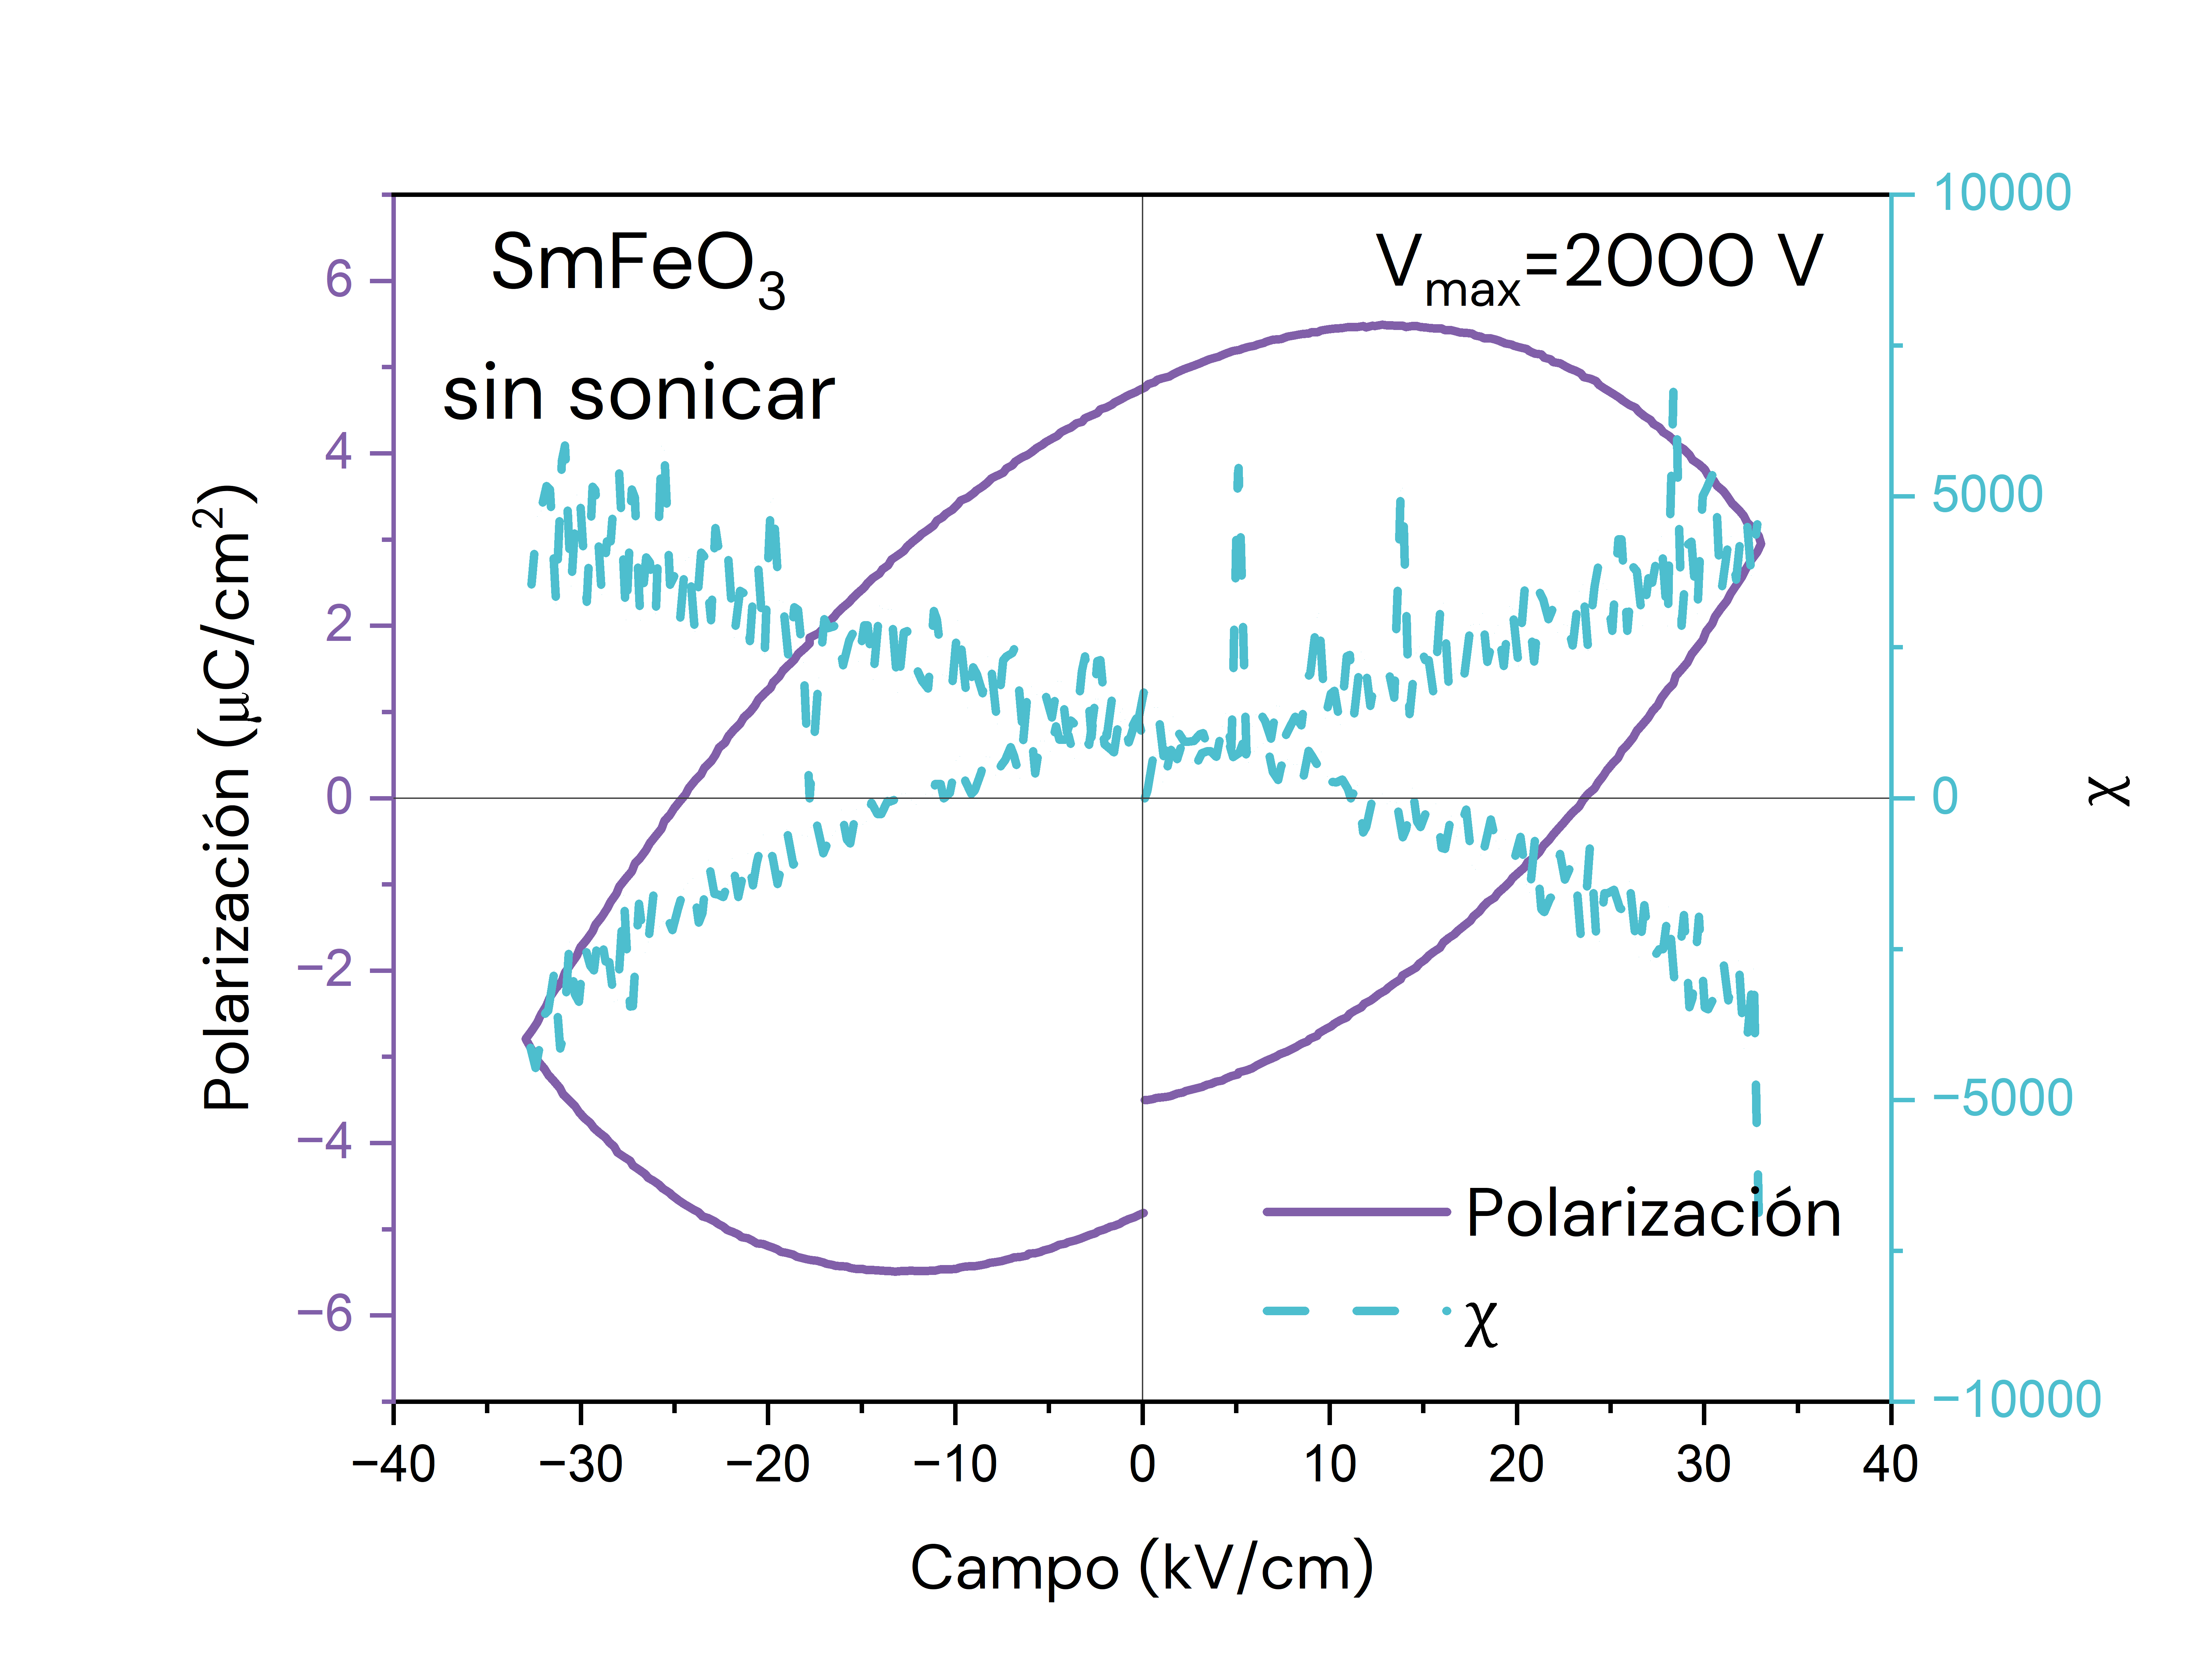 SmFeO₃
sin sonicar
Vmax=2000 V
Polarización (μC/cm²)
6
4
2
0
−2
−4
−6
10000
5000
0
−5000
−10000
χ
Polarización
χ
−40
−30
−20
−10
0
10
20
30
40
Campo (kV/cm)